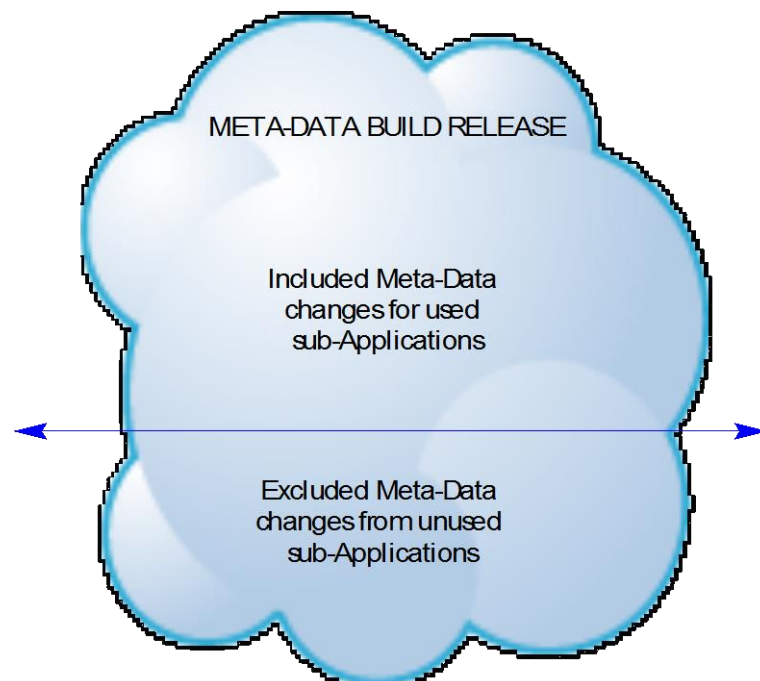 META-DATA BUILD RELEASE
Included Meta-Data
changes for used
sub-Applications
Excluded Meta-Data
changes from unused
sub-Applications